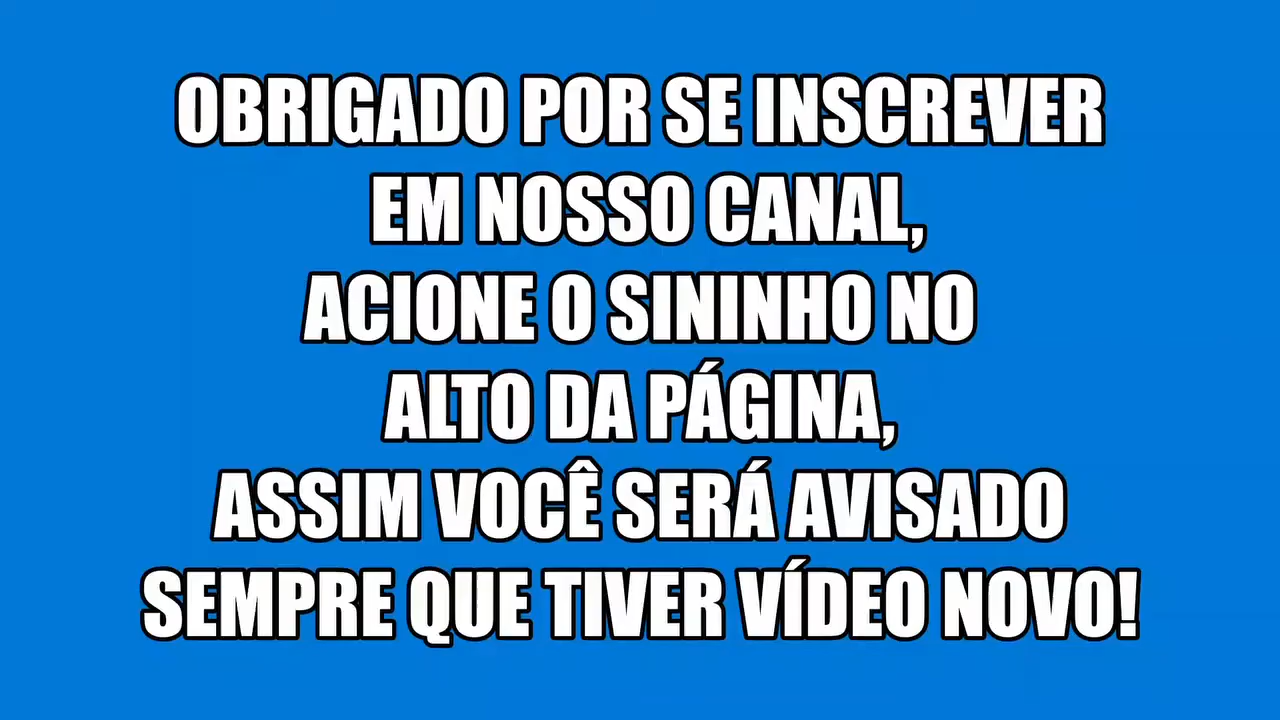 OBRIGADO POR SE INSCREVER
EM NOSSO CANAL,
ACIONE O SININHO NO
ALTO DA PÁGINA,
ASSIM VOCÊ SERÁ AVISADO
SEMPRE QUE TIVER VÍDEO NOVO!